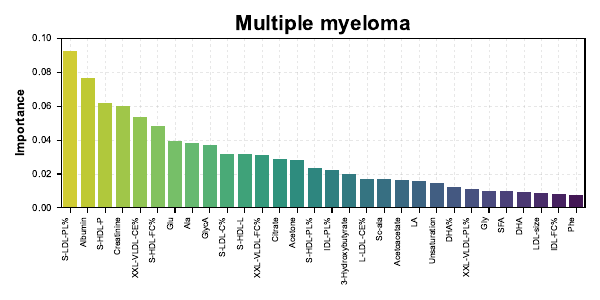 Multiple myeloma
Importance
0.10
0.08
0.06
0.04
0.02
0.00
S-LDL-PL%
Albumin
S-HDL-P
Creatinine
XXL-VLDL-CE%
S-HDL-FC%
Glu
Ala
GlycA
S-LDL-C%
S-HDL-L
XXL-VLDL-FC%
Citrate
Acetone
S-HDL-PL%
IDL-PL%
3-Hydroxybutyrate
L-LDL-CE%
Sc-ala
Acetoacetate
LA
Unsaturation
DHA%
XXL-VLDL-PL%
Gly
SFA
DHA
LDL-size
IDL-FC%
Phe